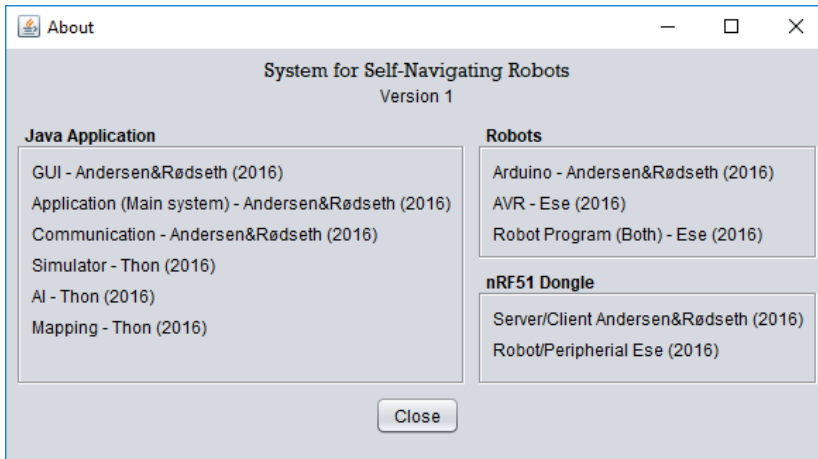 About
System for Self-Navigating Robots
Version 1
Java Application
GUI - Andersen&Rødseth (2016)
Application (Main system) - Andersen&Rødseth (2016)
Communication - Andersen&Rødseth (2016)
Simulator - Thon (2016)
AI - Thon (2016)
Mapping - Thon (2016)
Robots
Arduino - Andersen&Rødseth (2016)
AVR - Ese (2016)
Robot Program (Both) - Ese (2016)
nRF51 Dongle
Server/Client Andersen&Rødseth (2016)
Robot/Peripherial Ese (2016)
Close